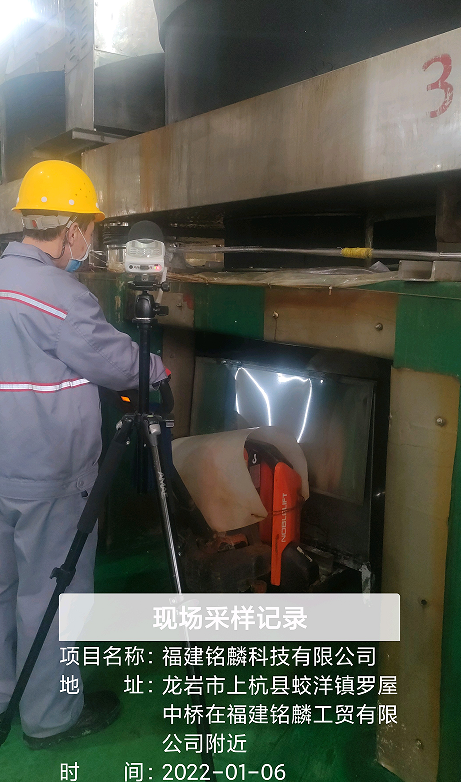 3
NOBLELIFT
现场采样记录
项目名称：福建铭麟科技有限公司
地　　址：龙岩市上杭县蛟洋镇罗屋
中桥在福建铭麟工贸有限
公司附近
时　　间：2022-01-06